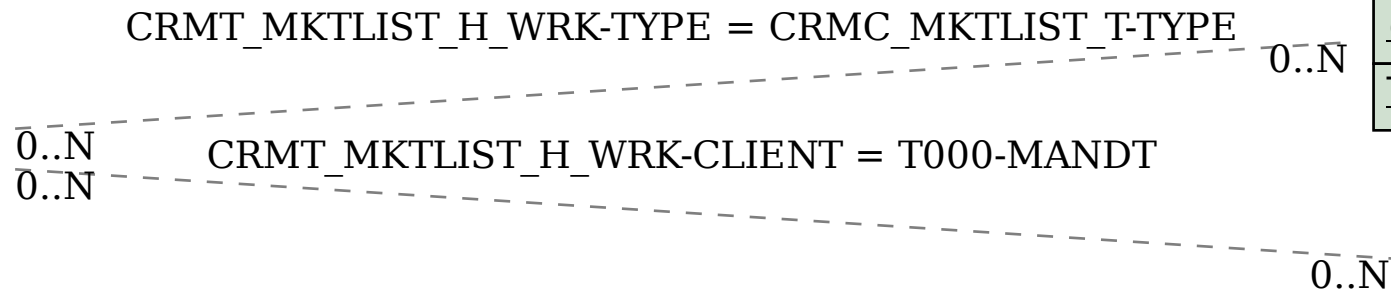 CRMT_MKTLIST_H_WRK-TYPE = CRMC_MKTLIST_T-TYPE
0..N
0..N
CRMT_MKTLIST_H_WRK-CLIENT = T000-MANDT
0..N
0..N